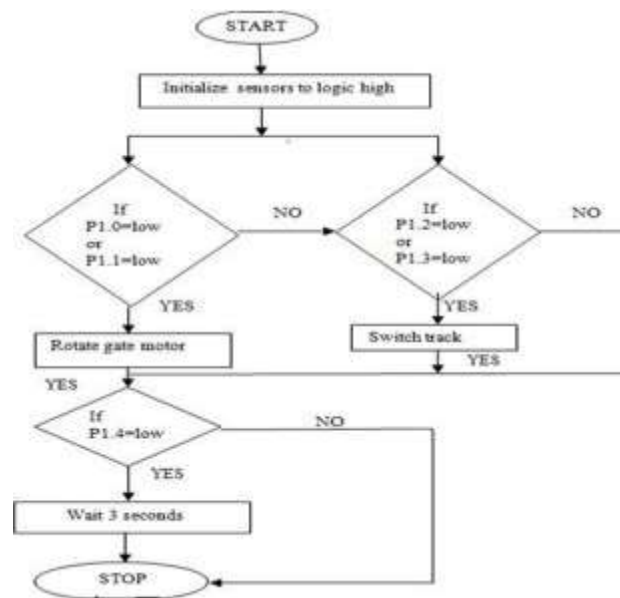 START
Initialize sensors to logic high
If
P1.0=low
or
P1.1=low
NO
If
P1.2=low
or
P1.3=low
NO
YES
YES
Rotate gate motor
Switch track
YES
YES
If
P1.4=low
NO
YES
Wait 3 seconds
STOP